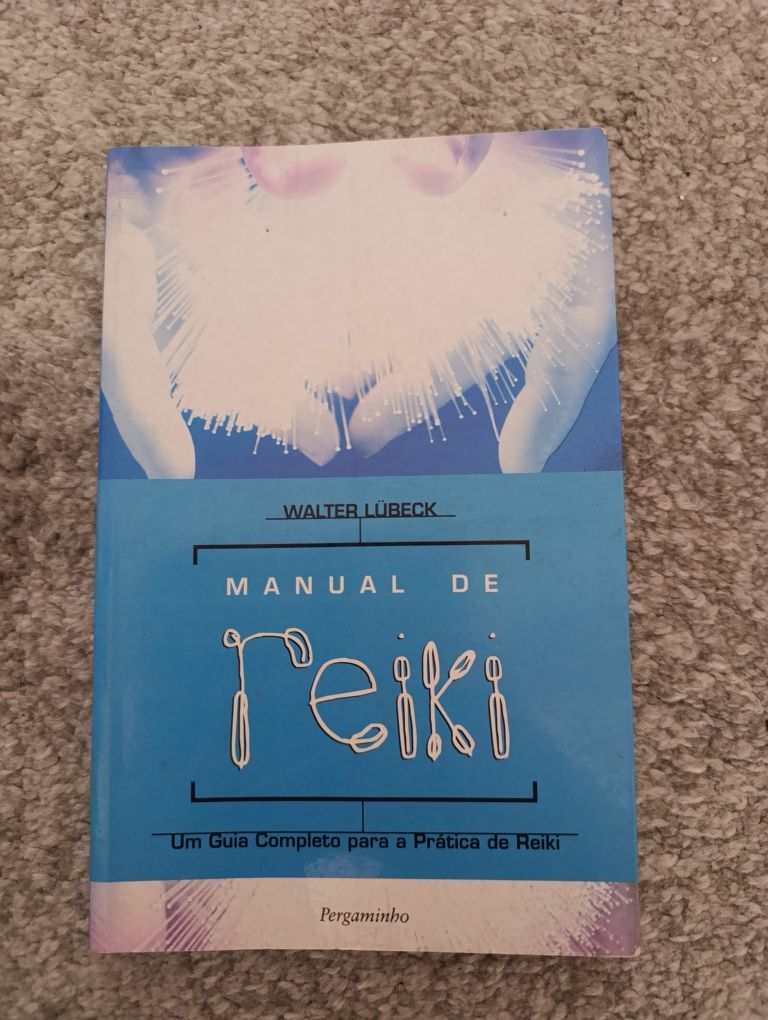 WALTER LÜBECK
MANUAL DE
reiki
Um Guia Completo para a Prática de Reiki
Pergaminho